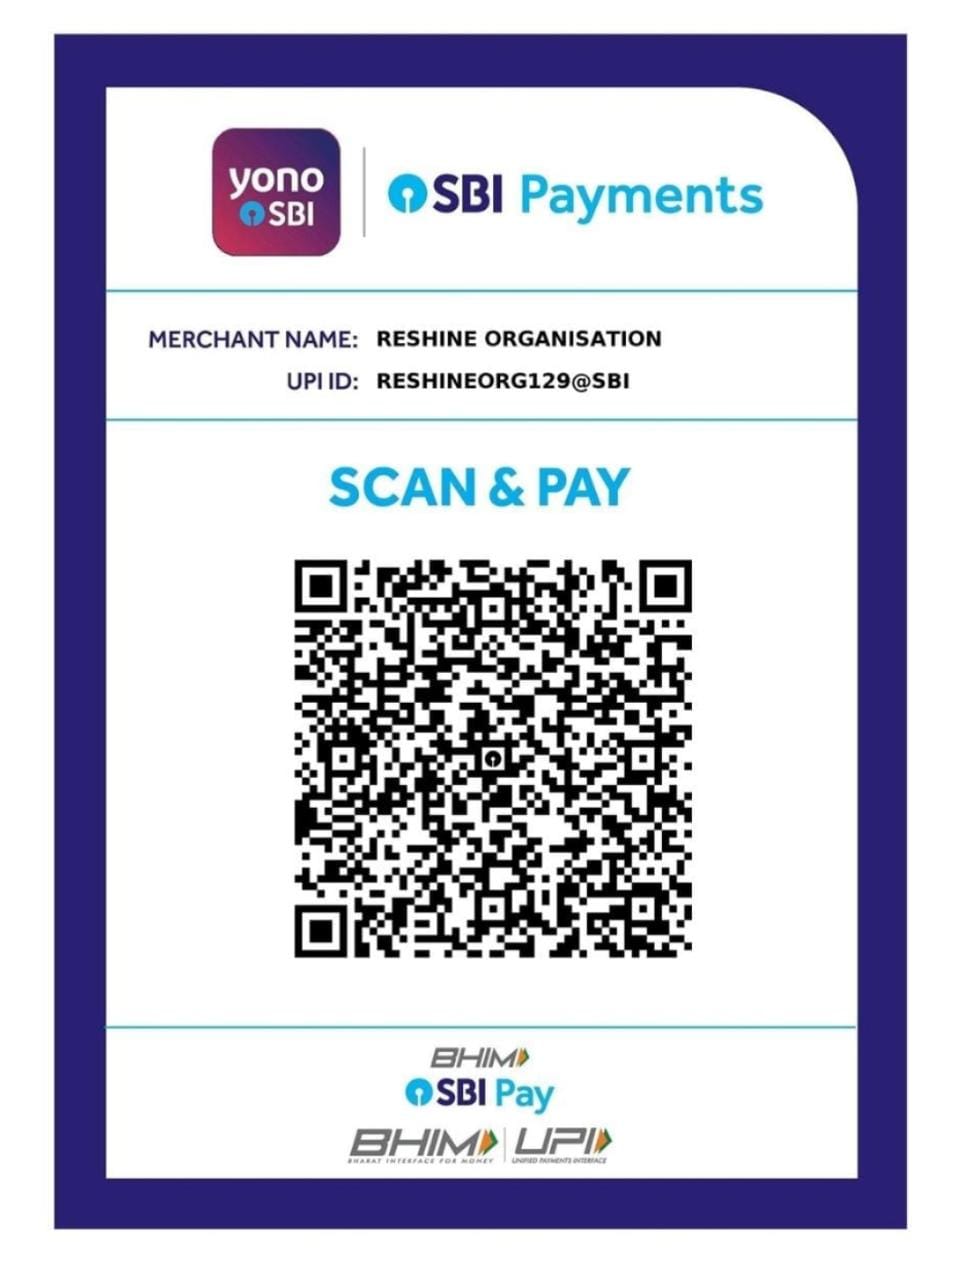 yono
SBI
SBI Payments
MERCHANT NAME: RESHINE ORGANISATION
UPI ID: RESHINEORG129@SBI
SCAN & PAY
BHIM
SBI Pay
BHIM UPI
BHARAT INTERFACE FOR MONEY UNIFIED PAYMENTS INTERFACE